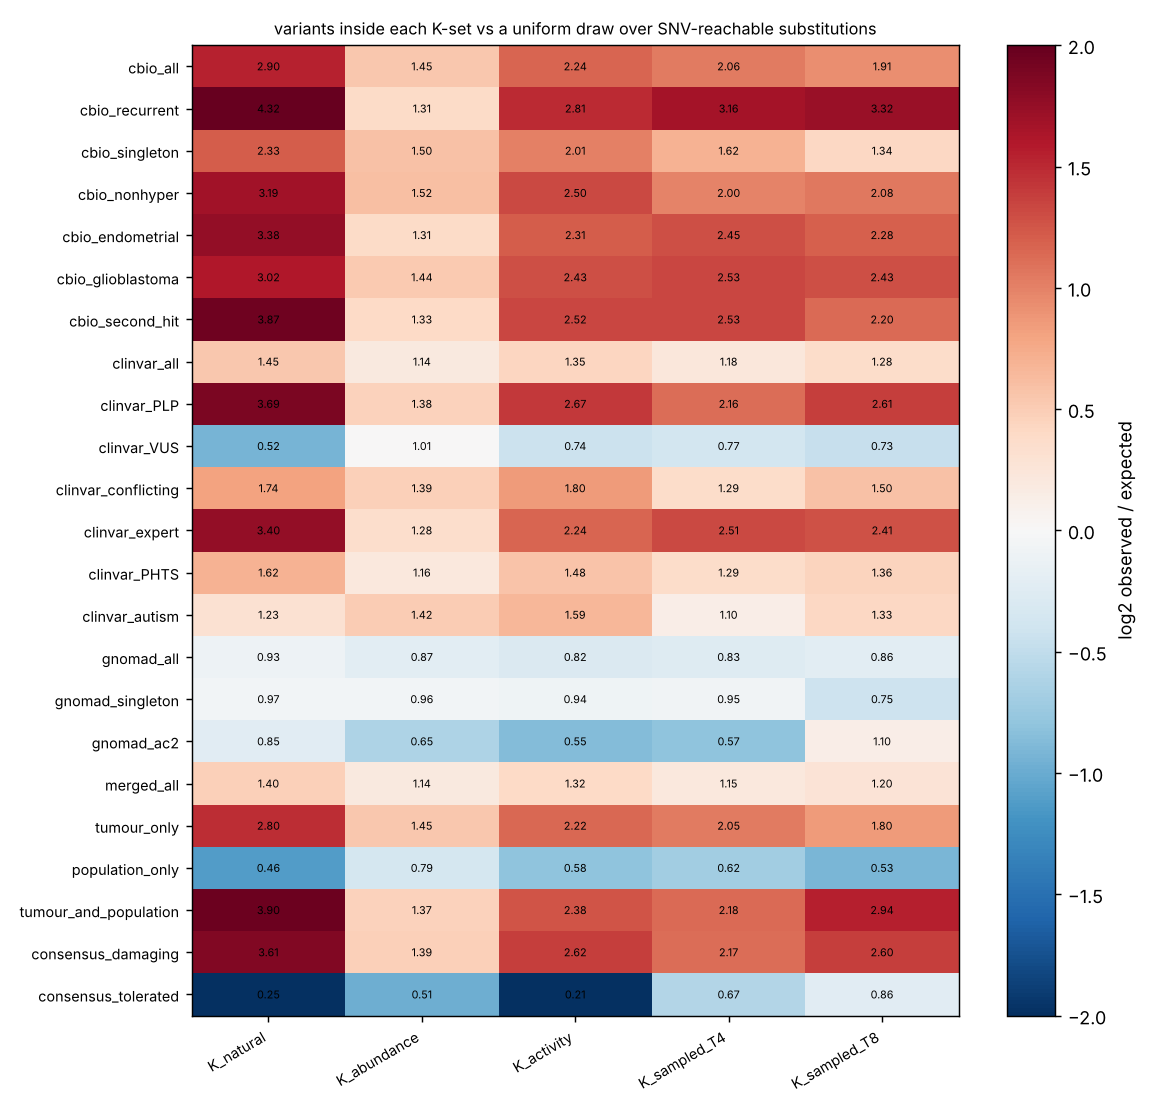 variants inside each K-set vs a uniform draw over SNV-reachable substitutions
cbio_all 2.90 1.45 2.24 2.06 1.91
cbio_recurrent 4.32 1.31 2.81 3.16 3.32
cbio_singleton 2.33 1.50 2.01 1.62 1.34
cbio_nonhyper 3.19 1.52 2.50 2.00 2.08
cbio_endometrial 3.38 1.31 2.31 2.45 2.28
cbio_glioblastoma 3.02 1.44 2.43 2.53 2.43
cbio_second_hit 3.87 1.33 2.52 2.53 2.20
clinvar_all 1.45 1.14 1.35 1.18 1.28
clinvar_PLP 3.69 1.38 2.67 2.16 2.61
clinvar_VUS 0.52 1.01 0.74 0.77 0.73
clinvar_conflicting 1.74 1.39 1.80 1.29 1.50
clinvar_expert 3.40 1.28 2.24 2.51 2.41
clinvar_PHTS 1.62 1.16 1.48 1.29 1.36
clinvar_autism 1.23 1.42 1.59 1.10 1.33
gnomad_all 0.93 0.87 0.82 0.83 0.86
gnomad_singleton 0.97 0.96 0.94 0.95 0.75
gnomad_ac2 0.85 0.65 0.55 0.57 1.10
merged_all 1.40 1.14 1.32 1.15 1.20
tumour_only 2.80 1.45 2.22 2.05 1.80
population_only 0.46 0.79 0.58 0.62 0.53
tumour_and_population 3.90 1.37 2.38 2.18 2.94
consensus_damaging 3.61 1.39 2.62 2.17 2.60
consensus_tolerated 0.25 0.51 0.21 0.67 0.86
K_natural K_abundance K_activity K_sampled_T4 K_sampled_T8
2.0
1.5
1.0
0.5
0.0
−0.5
−1.0
−1.5
−2.0
log2 observed / expected